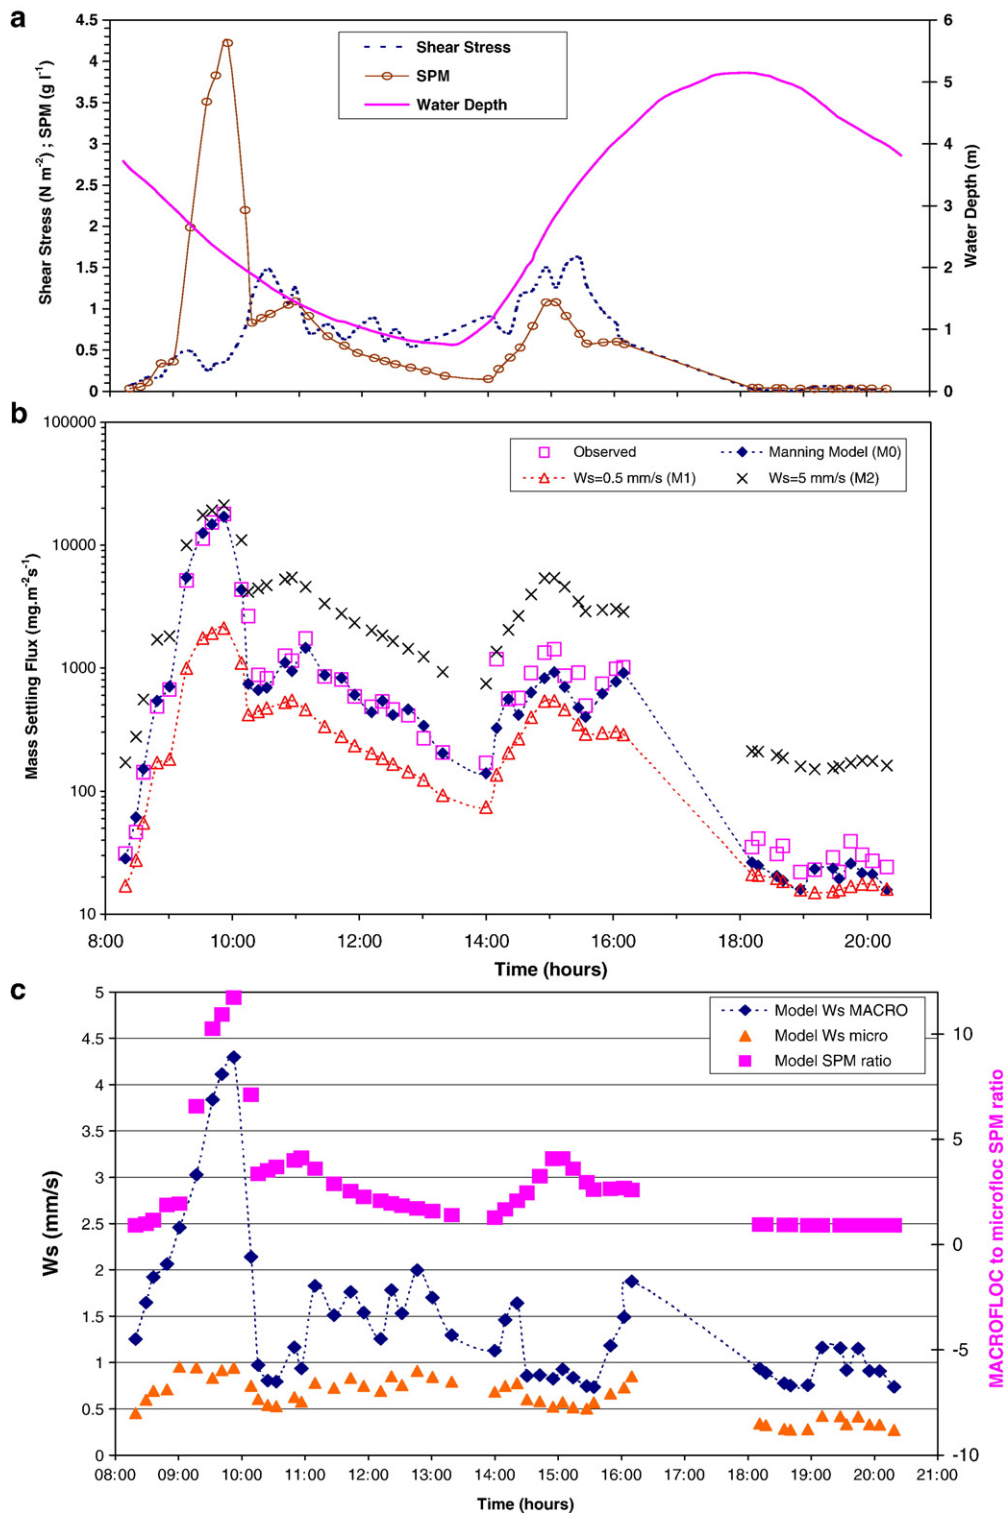 a
4.5
4
3.5
3
2.5
2
1.5
1
0.5
0
Shear Stress (N m⁻²) ; SPM (g l⁻¹)
Shear Stress
SPM
Water Depth
6
5
4
3
2
1
0
Water Depth (m)
b
100000
10000
1000
100
10
Mass Settling Flux (mg.m⁻²s⁻¹)
Observed
Manning Model (M0)
Ws=0.5 mm/s (M1)
Ws=5 mm/s (M2)
8:00 10:00 12:00 14:00 16:00 18:00 20:00
Time (hours)
c
5
4.5
4
3.5
3
2.5
2
1.5
1
0.5
0
Ws (mm/s)
Model Ws MACRO
Model Ws micro
Model SPM ratio
10
5
0
-5
-10
MACROFLOC to microfloc SPM ratio
08:00 09:00 10:00 11:00 12:00 13:00 14:00 15:00 16:00 17:00 18:00 19:00 20:00 21:00
Time (hours)